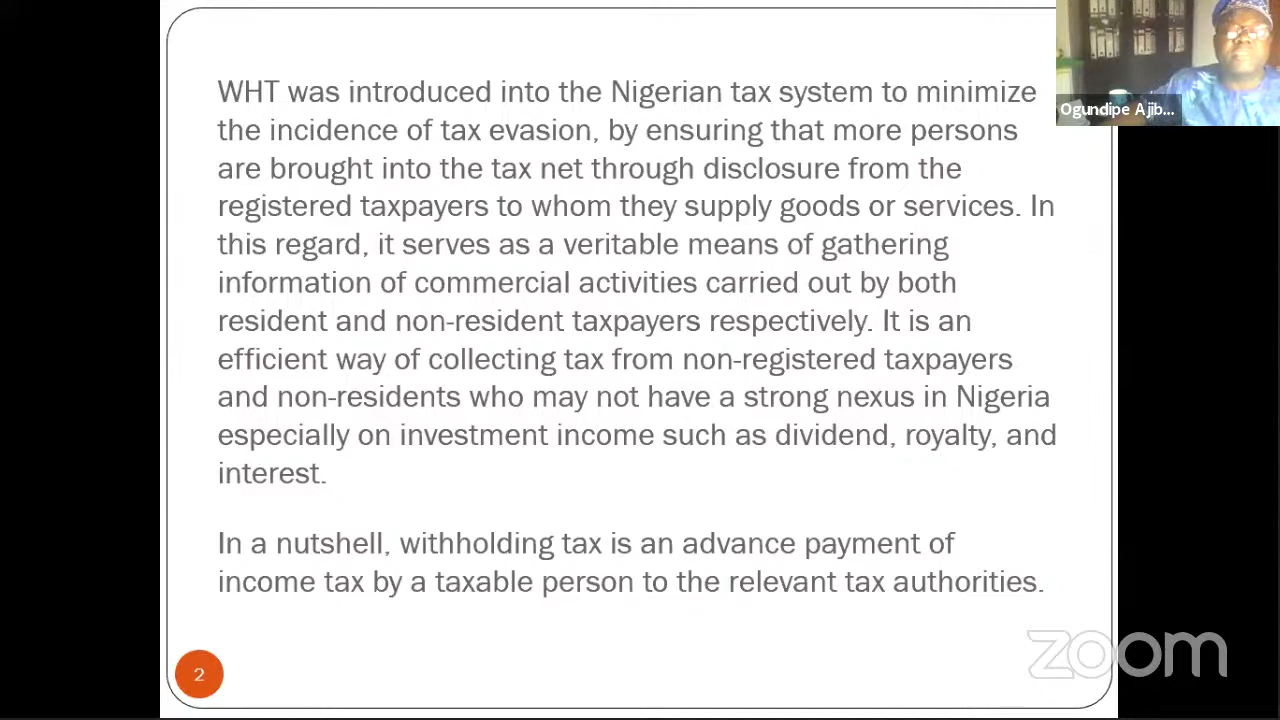 WHT was introduced into the Nigerian tax system to minimize
the incidence of tax evasion, by ensuring that more persons
are brought into the tax net through disclosure from the
registered taxpayers to whom they supply goods or services. In
this regard, it serves as a veritable means of gathering
information of commercial activities carried out by both
resident and non-resident taxpayers respectively. It is an
efficient way of collecting tax from non-registered taxpayers
and non-residents who may not have a strong nexus in Nigeria
especially on investment income such as dividend, royalty, and
interest.
In a nutshell, withholding tax is an advance payment of
income tax by a taxable person to the relevant tax authorities.
2
Ogundipe Ajib...
zoom